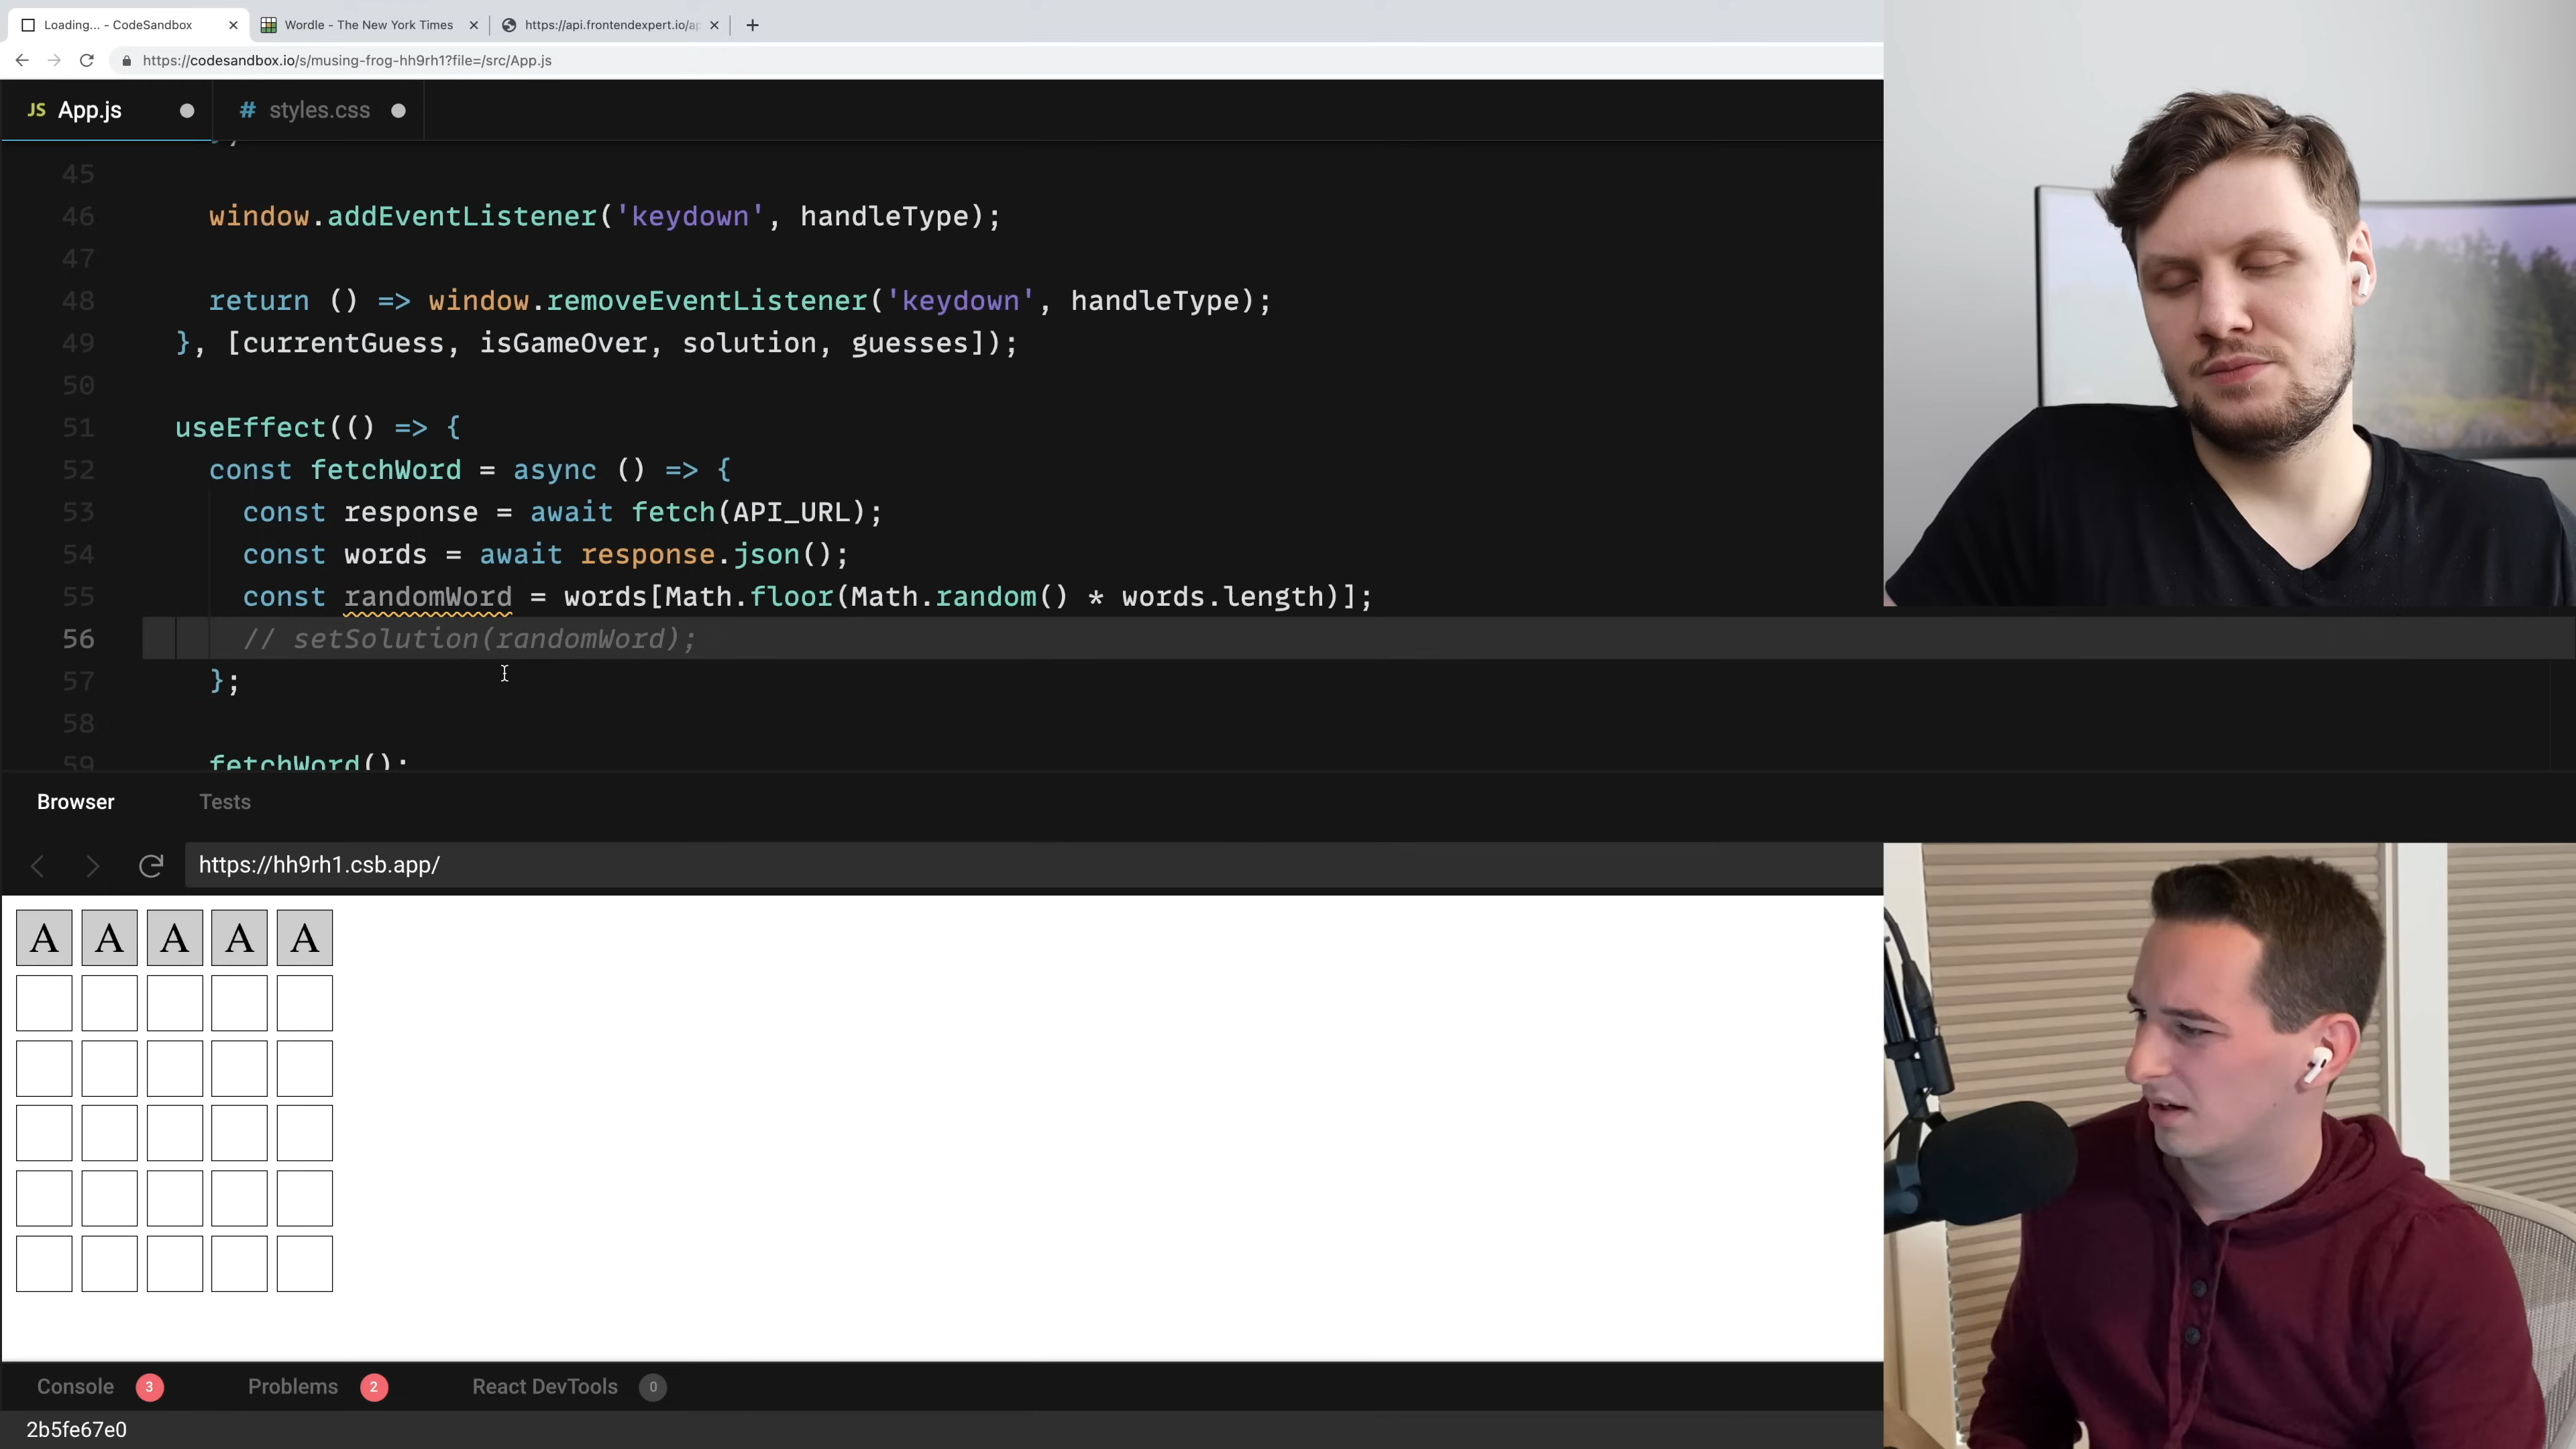 Loading... - CodeSandbox
Wordle - The New York Times
https://api.frontendexpert.io/ap
https://codesandbox.io/s/musing-frog-hh9rh1?file=/src/App.js
JS App.js
# styles.css
45
46 window.addEventListener('keydown', handleType);
47
48 return () => window.removeEventListener('keydown', handleType);
49 }, [currentGuess, isGameOver, solution, guesses]);
50
51 useEffect(() => {
52 const fetchWord = async () => {
53 const response = await fetch(API_URL);
54 const words = await response.json();
55 const randomWord = words[Math.floor(Math.random() * words.length)];
56 // setSolution(randomWord);
57 };
58
59 fetchWord();
Browser Tests
https://hh9rh1.csb.app/
A A A A A
Console 3 Problems 2 React DevTools 0
2b5fe67e0